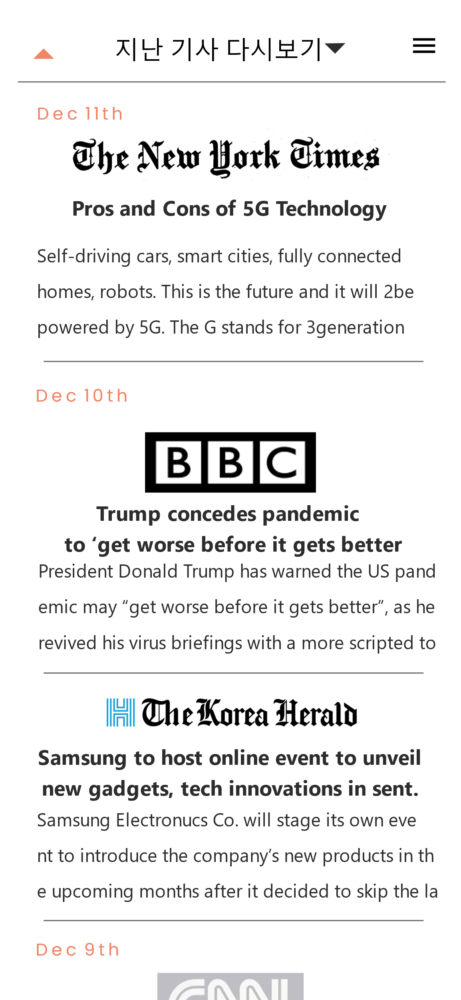 지난 기사 다시보기
Dec 11th
The New York Times
Pros and Cons of 5G Technology
Self-driving cars, smart cities, fully connected
homes, robots. This is the future and it will 2be
powered by 5G. The G stands for 3generation
Dec 10th
BBC
Trump concedes pandemic
to ‘get worse before it gets better
President Donald Trump has warned the US pand
emic may “get worse before it gets better”, as he
revived his virus briefings with a more scripted to
The Korea Herald
Samsung to host online event to unveil
new gadgets, tech innovations in sent.
Samsung Electronucs Co. will stage its own eve
nt to introduce the company’s new products in th
e upcoming months after it decided to skip the la
Dec 9th
CNN